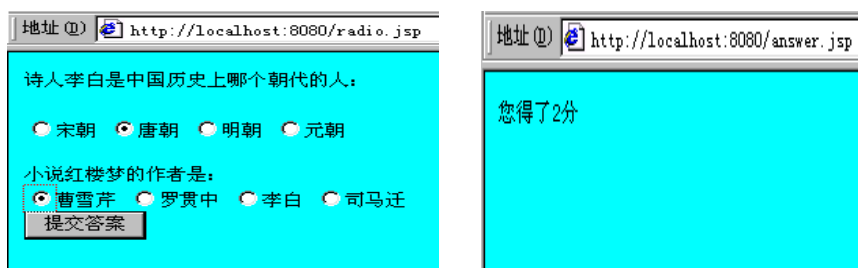 地址(D) http://localhost:8080/radio.jsp
诗人李白是中国历史上哪个朝代的人：
宋朝 唐朝 明朝 元朝
小说红楼梦的作者是：
曹雪芹 罗贯中 李白 司马迁
提交答案
地址(D) http://localhost:8080/answer.jsp
您得了2分